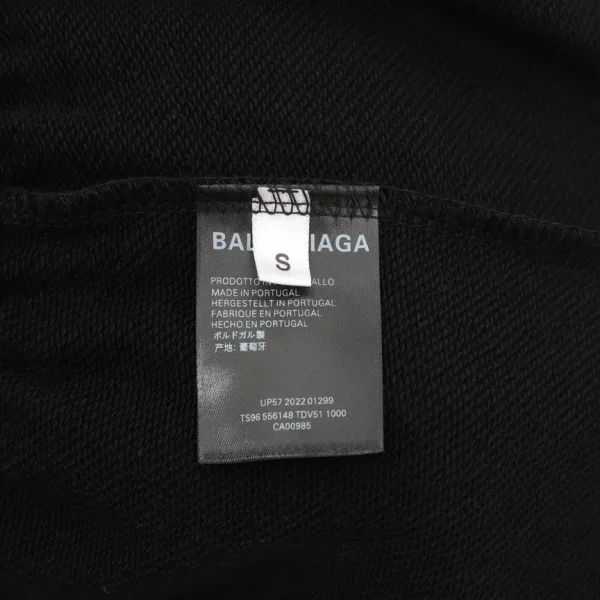 S
PRODOTTO
MADE IN PORTUGAL
HERGESTELLT IN PORTUGAL
FABRIQUE EN PORTUGAL
HECHO EN PORTUGAL
ポルトガル製
产地: 葡萄牙
UP57 2022 01299
TS96 556148 TDV51 1000
CA00985